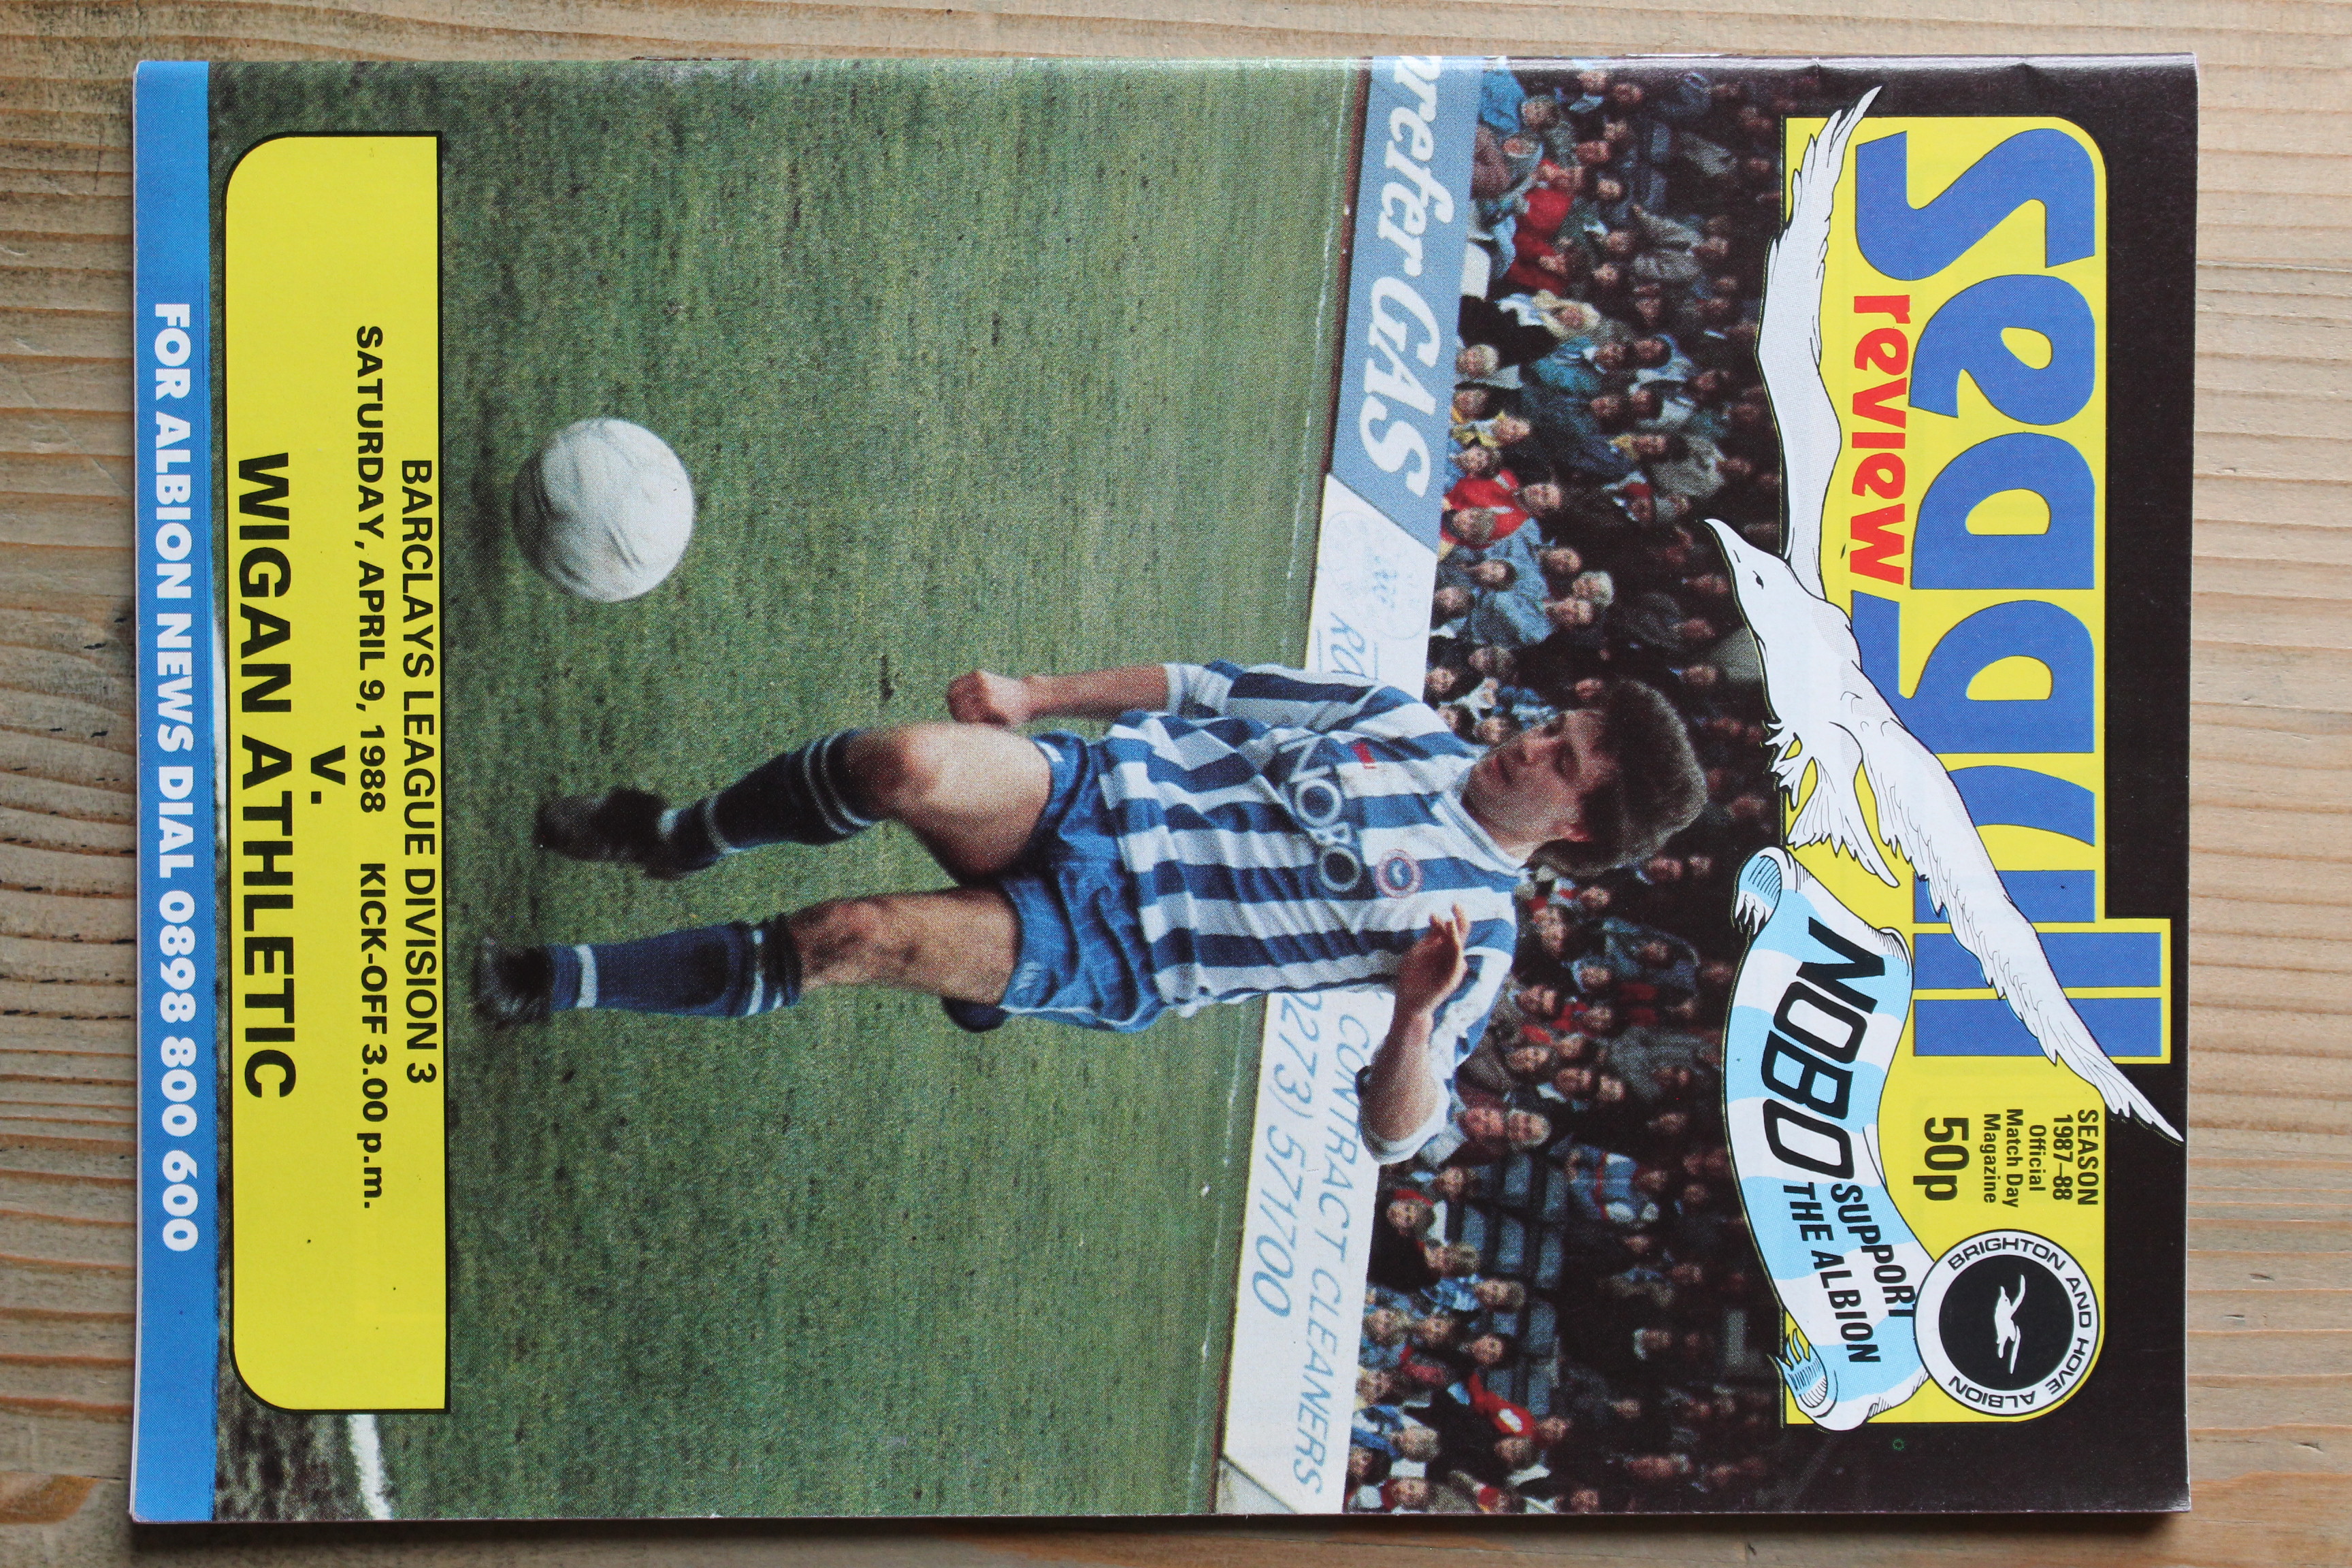 Seagull
review
SEASON
1987–88
Official
Match Day
Magazine
50p
BRIGHTON AND HOVE ALBION
NOBO SUPPORT
THE ALBION
prefer GAS
CONTRACT CLEANERS
0273) 571700
NOBO
BARCLAYS LEAGUE DIVISION 3
SATURDAY, APRIL 9, 1988 KICK-OFF 3.00 p.m.
v.
WIGAN ATHLETIC
FOR ALBION NEWS DIAL 0898 800 600